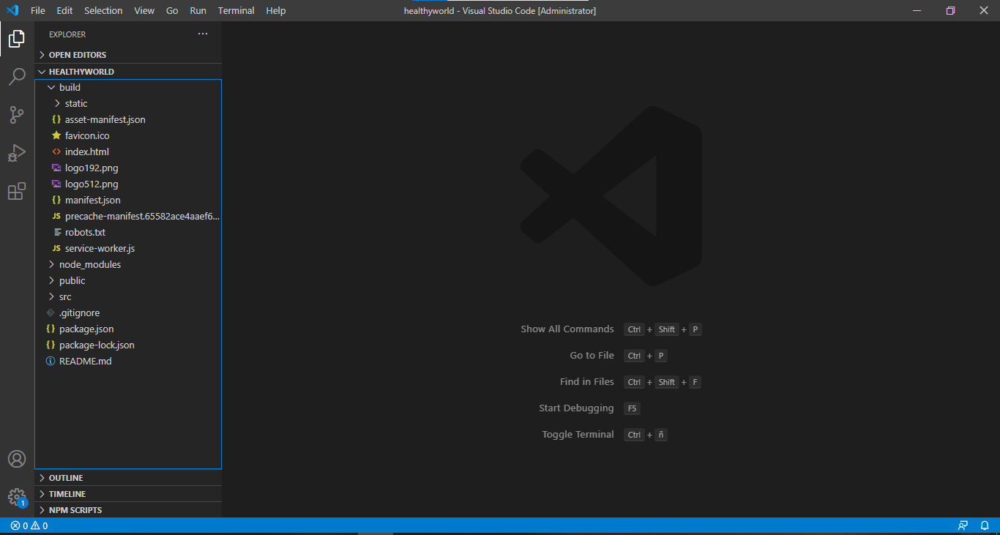 File Edit Selection View Go Run Terminal Help
healthyworld - Visual Studio Code [Administrator]
EXPLORER
OPEN EDITORS
HEALTHYWORLD
build
static
asset-manifest.json
favicon.ico
index.html
logo192.png
logo512.png
manifest.json
precache-manifest.65582ace4aaef6...
robots.txt
service-worker.js
node_modules
public
src
.gitignore
package.json
package-lock.json
README.md
OUTLINE
TIMELINE
NPM SCRIPTS
Show All Commands Ctrl + Shift + P
Go to File Ctrl + P
Find in Files Ctrl + Shift + F
Start Debugging F5
Toggle Terminal Ctrl + ñ
1
0 0